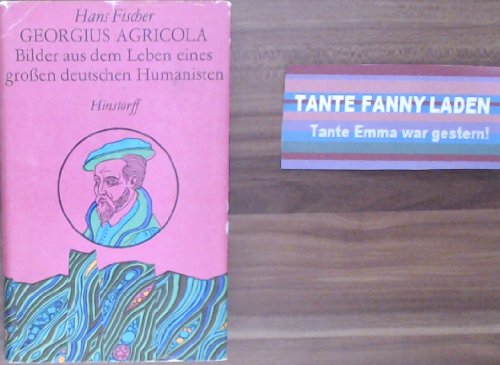 Hans Fischer
GEORGIUS AGRICOLA
Bilder aus dem Leben eines
großen deutschen Humanisten
Hinstorff
TANTE FANNY LADEN
Tante Emma war gestern!